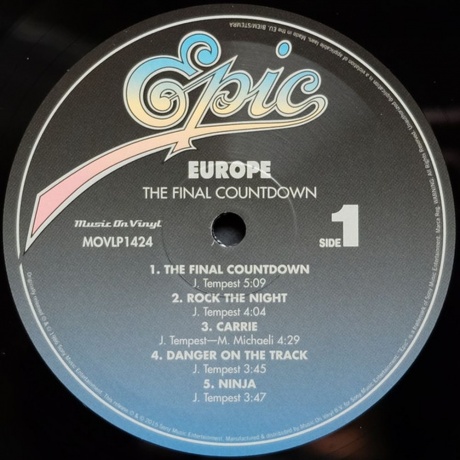 Epic
EUROPE
THE FINAL COUNTDOWN
Music On Vinyl
MOVLP1424
SIDE 1
1. THE FINAL COUNTDOWN
J. Tempest 5:09
2. ROCK THE NIGHT
J. Tempest 4:04
3. CARRIE
J. Tempest—M. Michaeli 4:29
4. DANGER ON THE TRACK
J. Tempest 3:45
5. NINJA
J. Tempest 3:47